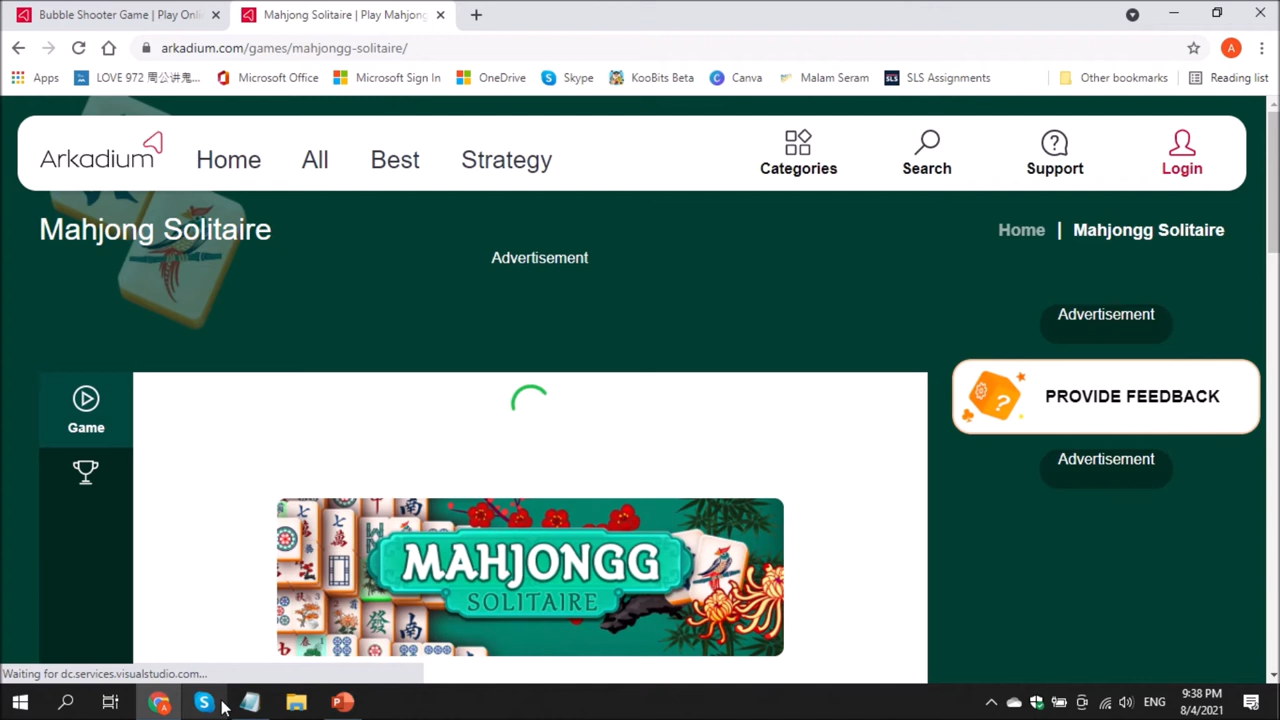 Bubble Shooter Game | Play Onli
Mahjong Solitaire | Play Mahjong
arkadium.com/games/mahjongg-solitaire/
A
Apps
LOVE 972 周公讲鬼...
Microsoft Office
Microsoft Sign In
OneDrive
Skype
KooBits Beta
Canva
Malam Seram
SLS Assignments
Other bookmarks
Reading list
Arkadium
Home
All
Best
Strategy
Categories
Search
Support
Login
Mahjong Solitaire
Home | Mahjongg Solitaire
Advertisement
Advertisement
Game
PROVIDE FEEDBACK
Advertisement
MAHJONGG
SOLITAIRE
Waiting for dc.services.visualstudio.com...
ENG
9:38 PM
8/4/2021